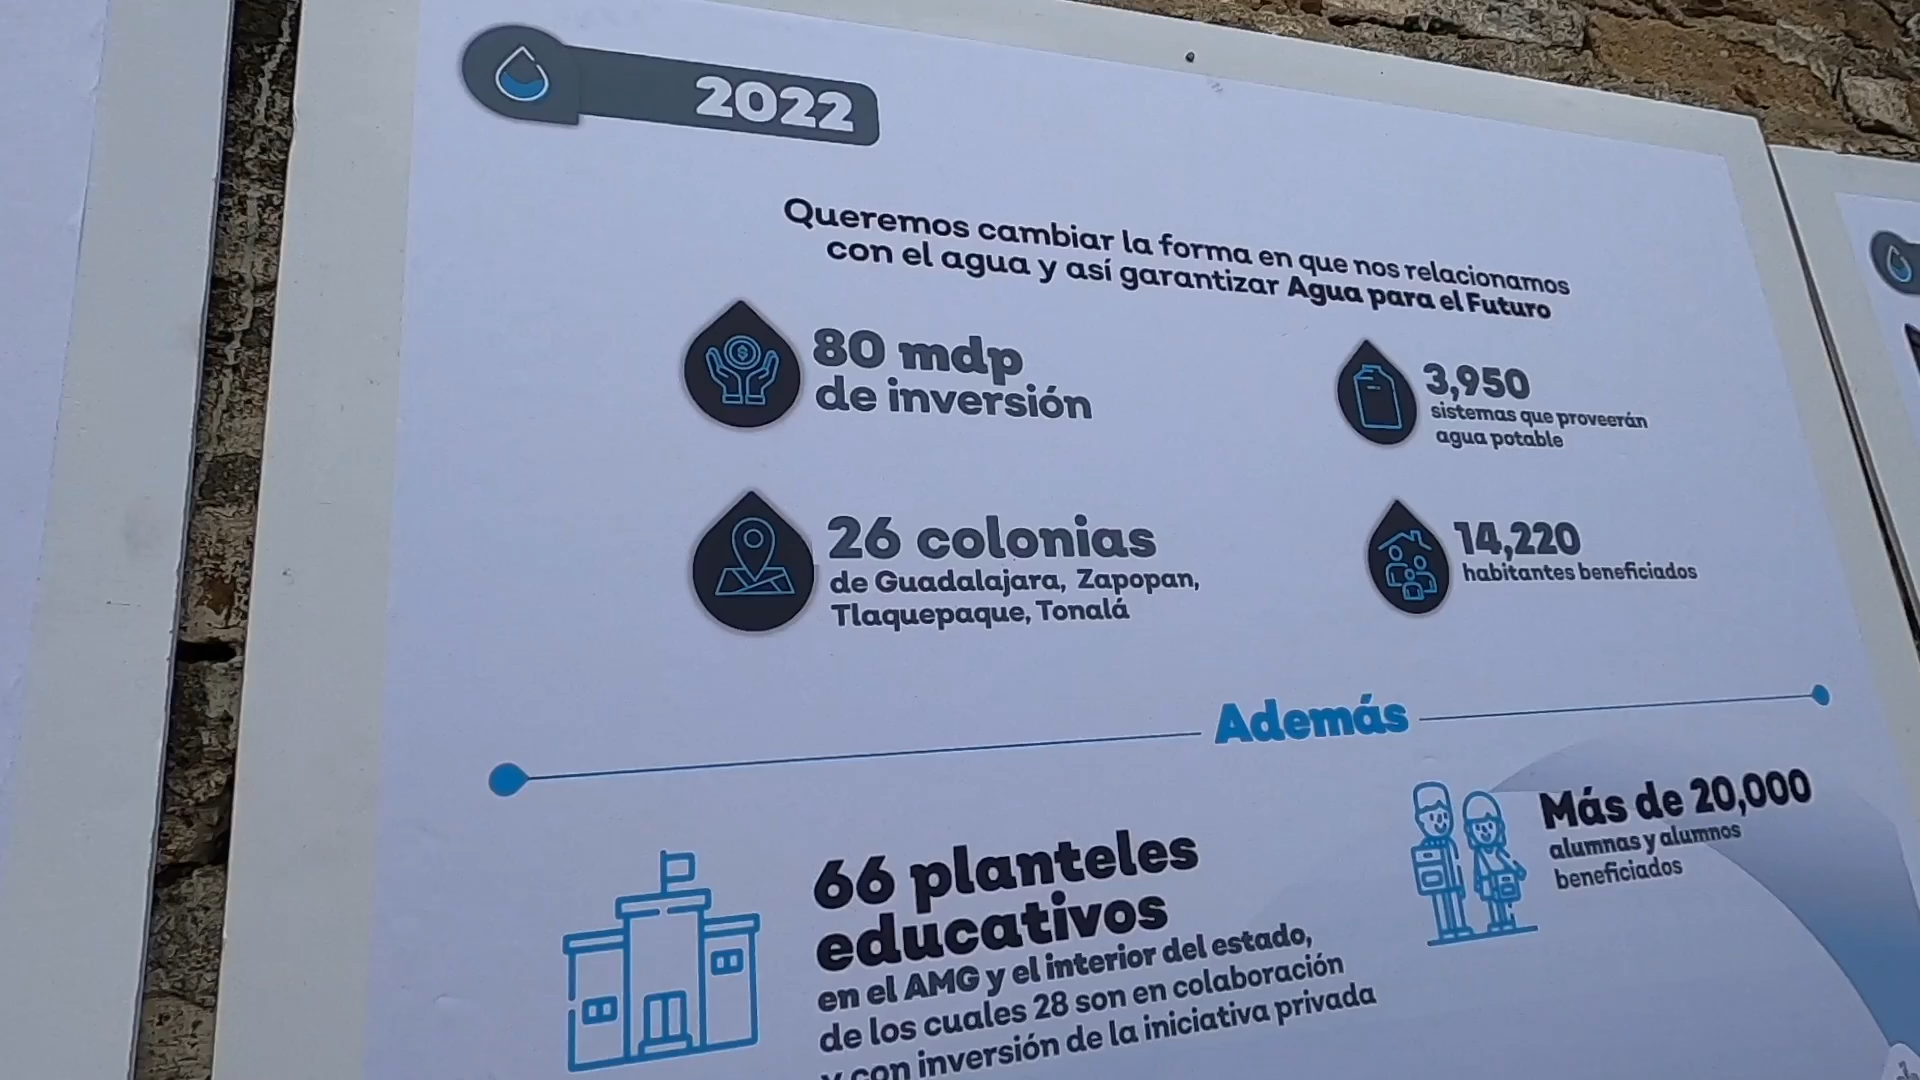 2022
Queremos cambiar la forma en que nos relacionamos
con el agua y así garantizar Agua para el Futuro
80 mdp
de inversión
3,950
sistemas que proveerán
agua potable
26 colonias
de Guadalajara, Zapopan,
Tlaquepaque, Tonalá
14,220
habitantes beneficiados
Además
66 planteles
educativos
en el AMG y el interior del estado,
de los cuales 28 son en colaboración
y con inversión de la iniciativa privada
Más de 20,000
alumnas y alumnos
beneficiados